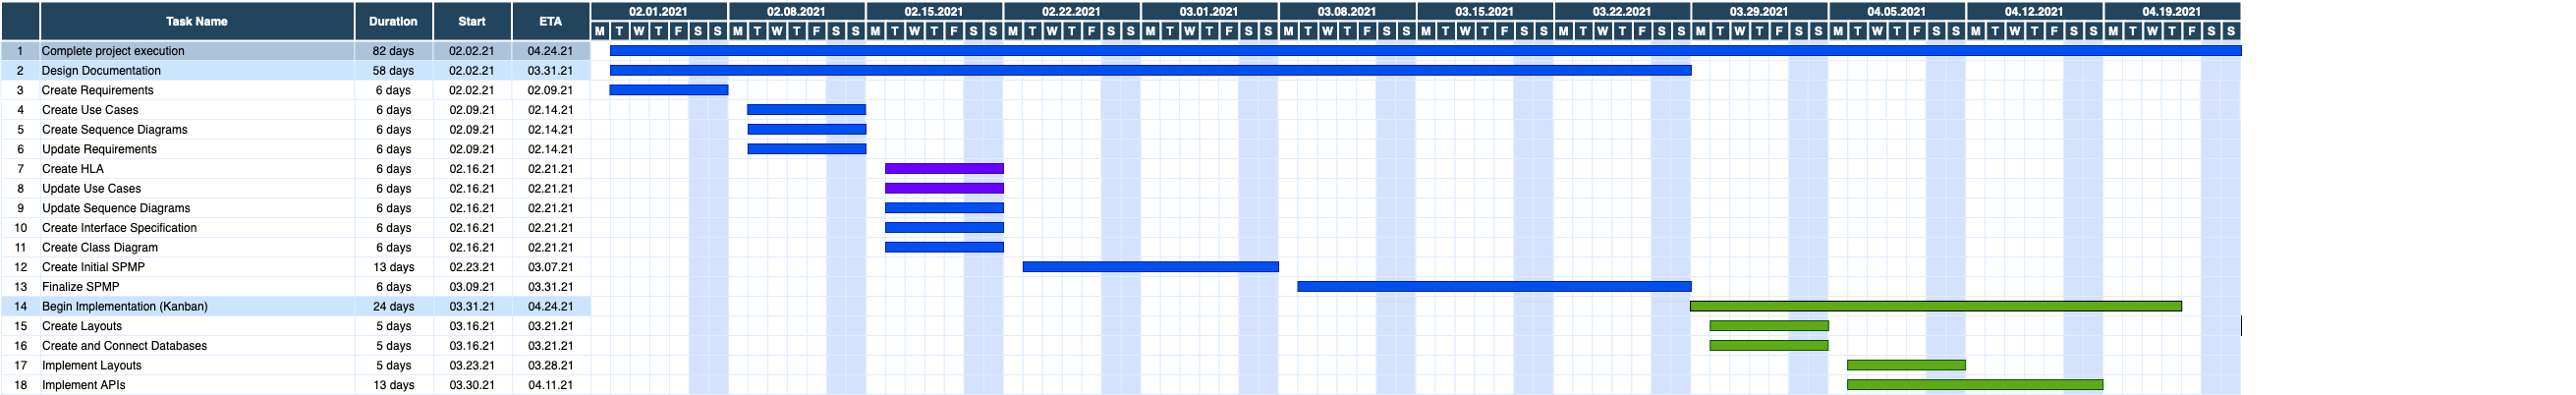 Task Name Duration Start ETA 02.01.2021 02.08.2021 02.15.2021 02.22.2021 03.01.2021 03.08.2021 03.15.2021 03.22.2021 03.29.2021 04.05.2021 04.12.2021 04.19.2021
M T W T F S S M T W T F S S M T W T F S S M T W T F S S M T W T F S S M T W T F S S M T W T F S S M T W T F S S M T W T F S S M T W T F S S M T W T F S S M T W T F S S
1 Complete project execution 82 days 02.02.21 04.24.21
2 Design Documentation 58 days 02.02.21 03.31.21
3 Create Requirements 6 days 02.02.21 02.09.21
4 Create Use Cases 6 days 02.09.21 02.14.21
5 Create Sequence Diagrams 6 days 02.09.21 02.14.21
6 Update Requirements 6 days 02.09.21 02.14.21
7 Create HLA 6 days 02.16.21 02.21.21
8 Update Use Cases 6 days 02.16.21 02.21.21
9 Update Sequence Diagrams 6 days 02.16.21 02.21.21
10 Create Interface Specification 6 days 02.16.21 02.21.21
11 Create Class Diagram 6 days 02.16.21 02.21.21
12 Create Initial SPMP 13 days 02.23.21 03.07.21
13 Finalize SPMP 6 days 03.09.21 03.31.21
14 Begin Implementation (Kanban) 24 days 03.31.21 04.24.21
15 Create Layouts 5 days 03.16.21 03.21.21
16 Create and Connect Databases 5 days 03.16.21 03.21.21
17 Implement Layouts 5 days 03.23.21 03.28.21
18 Implement APIs 13 days 03.30.21 04.11.21